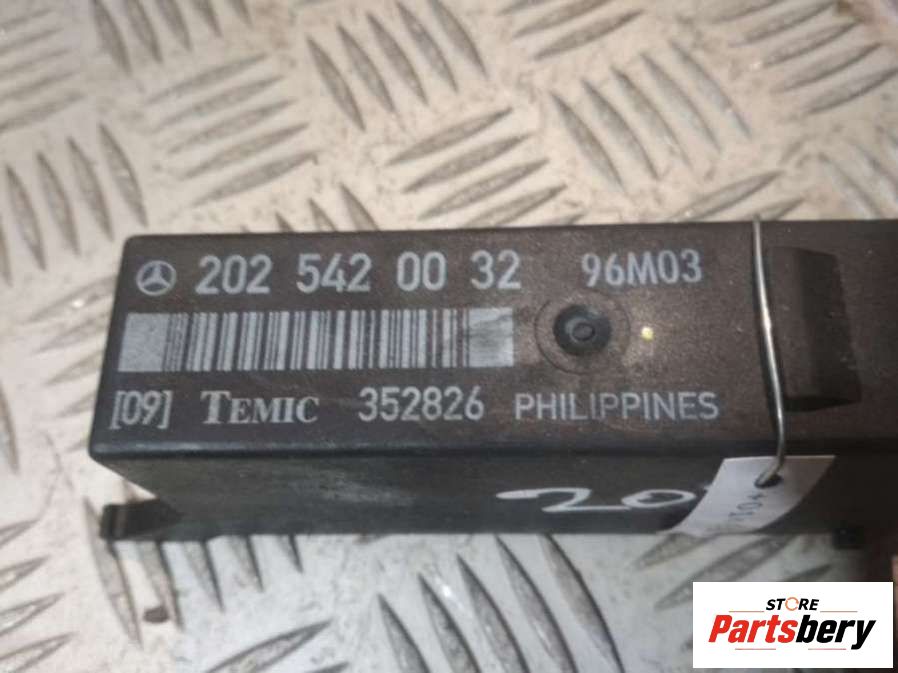 202 542 00 32 96M03
[09] TEMIC 352826 PHILIPPINES
STORE
Partsbery